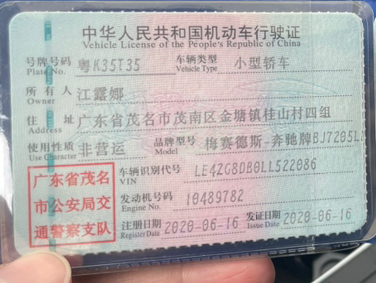 中华人民共和国机动车行驶证
Vehicle License of the People's Republic of China
号牌号码 粤K35T35 车辆类型 小型轿车
Plate No. Vehicle Type
所有人 江露娜
Owner
住址 广东省茂名市茂南区金塘镇桂山村四组
Address
使用性质 非营运 品牌型号 梅赛德斯-奔驰牌BJ7205L
Use Character Model
车辆识别代号 LE4ZG8DB0LL522086
VIN
发动机号码 10489782
Engine No.
注册日期 2020-06-16 发证日期 2020-06-16
Register Date Issue Date
广东省茂名
市公安局交
通警察支队